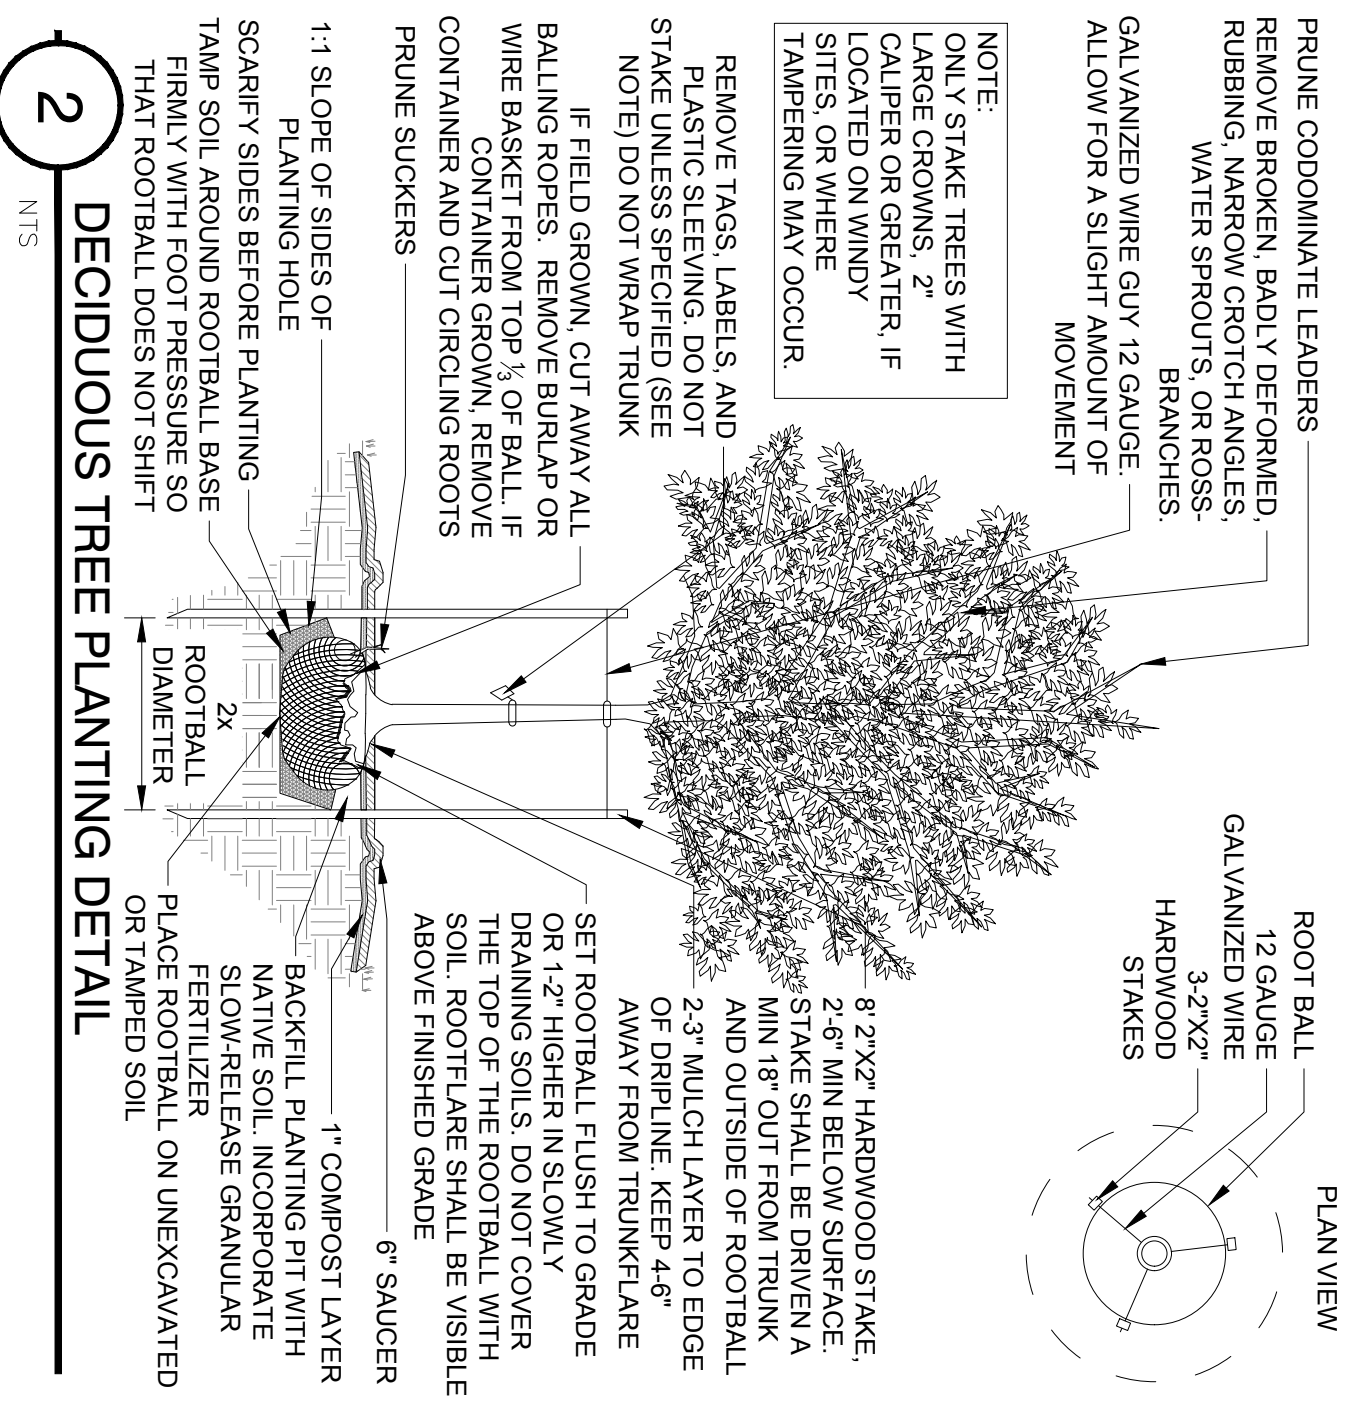 PRUNE CODOMINATE LEADERS
REMOVE BROKEN, BADLY DEFORMED,
RUBBING, NARROW CROTCH ANGLES,
WATER SPROUTS, OR ROSS-
BRANCHES.
GALVANIZED WIRE GUY 12 GAUGE.
ALLOW FOR A SLIGHT AMOUNT OF
MOVEMENT
NOTE:
ONLY STAKE TREES WITH
LARGE CROWNS, 2"
CALIPER OR GREATER, IF
LOCATED ON WINDY
SITES, OR WHERE
TAMPERING MAY OCCUR.
REMOVE TAGS, LABELS, AND
PLASTIC SLEEVING. DO NOT
STAKE UNLESS SPECIFIED (SEE
NOTE) DO NOT WRAP TRUNK
IF FIELD GROWN, CUT AWAY ALL
BALLING ROPES. REMOVE BURLAP OR
WIRE BASKET FROM TOP ⅓ OF BALL. IF
CONTAINER GROWN, REMOVE
CONTAINER AND CUT CIRCLING ROOTS
PRUNE SUCKERS
1:1 SLOPE OF SIDES OF
PLANTING HOLE
SCARIFY SIDES BEFORE PLANTING
TAMP SOIL AROUND ROOTBALL BASE
FIRMLY WITH FOOT PRESSURE SO
THAT ROOTBALL DOES NOT SHIFT
PLAN VIEW
ROOT BALL
12 GAUGE
GALVANIZED WIRE
3-2"X2"
HARDWOOD
STAKES
8' 2"X2" HARDWOOD STAKE,
2'-6" MIN BELOW SURFACE.
STAKE SHALL BE DRIVEN A
MIN 18" OUT FROM TRUNK
AND OUTSIDE OF ROOTBALL
2-3" MULCH LAYER TO EDGE
OF DRIPLINE. KEEP 4-6"
AWAY FROM TRUNKFLARE
SET ROOTBALL FLUSH TO GRADE
OR 1-2" HIGHER IN SLOWLY
DRAINING SOILS. DO NOT COVER
THE TOP OF THE ROOTBALL WITH
SOIL. ROOTFLARE SHALL BE VISIBLE
ABOVE FINISHED GRADE
6" SAUCER
1" COMPOST LAYER
BACKFILL PLANTING PIT WITH
NATIVE SOIL. INCORPORATE
SLOW-RELEASE GRANULAR
FERTILIZER
PLACE ROOTBALL ON UNEXCAVATED
OR TAMPED SOIL
2x
ROOTBALL
DIAMETER
2
DECIDUOUS TREE PLANTING DETAIL
NTS